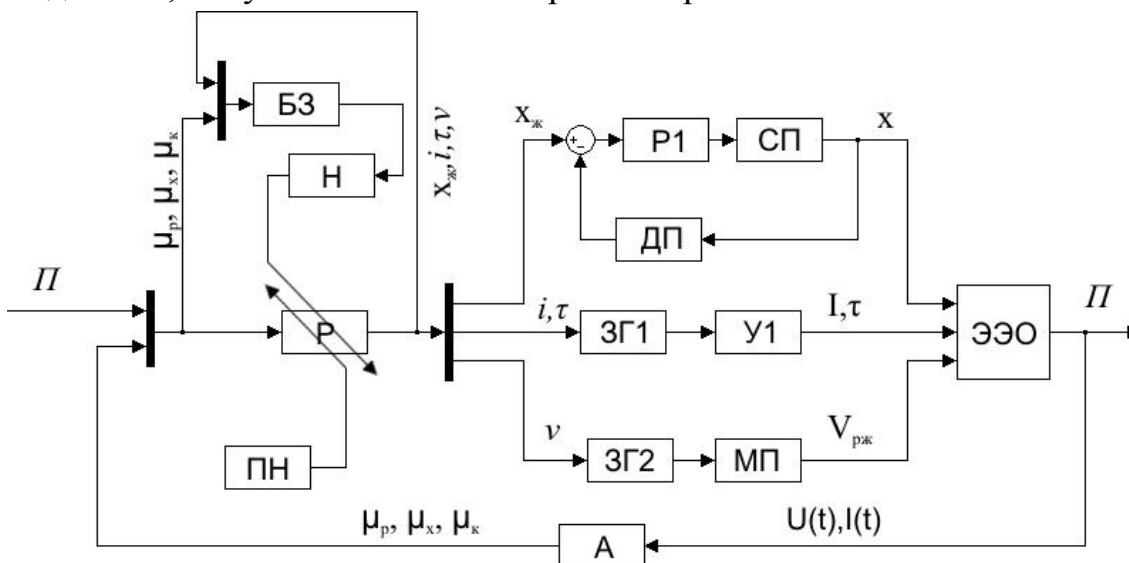 БЗ
Н
μр, μх, μк
xж,i,τ,ν
П
Р
ПН
xж
+
−
Р1
СП
x
ДП
i,τ
ЗГ1
У1
I,τ
ЭЭО
П
ν
ЗГ2
МП
Vрж
μр, μх, μк
А
U(t),I(t)